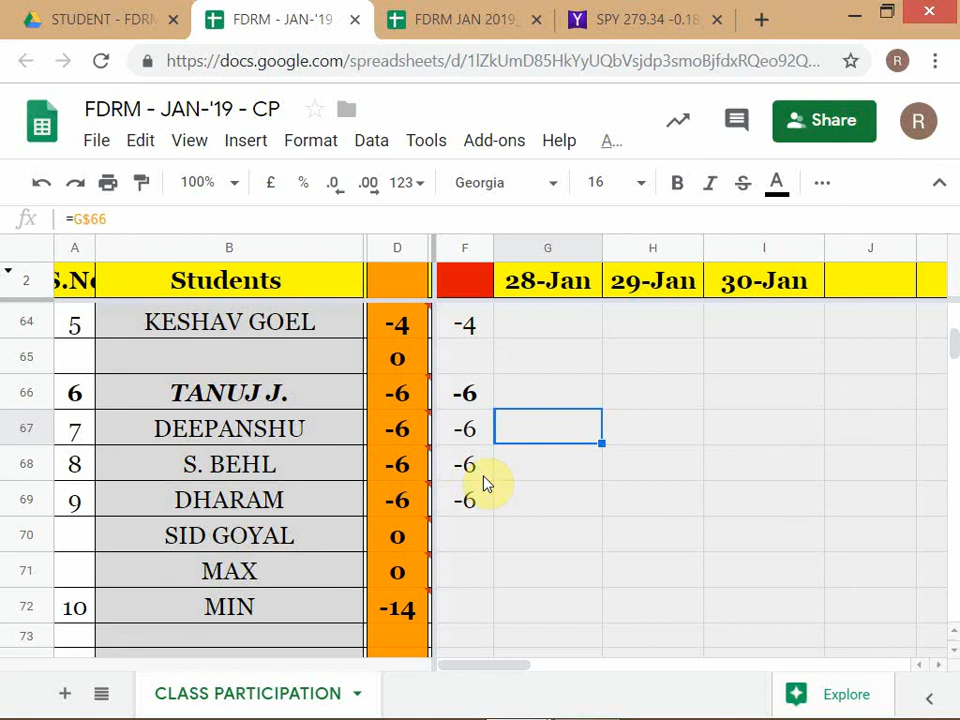 STUDENT - FDRM
FDRM - JAN-'19
FDRM JAN 2019_
SPY 279.34 -0.18
https://docs.google.com/spreadsheets/d/1lZkUmD85HkYyUQbVsjdp3smoBjfdxRQeo92Q...
R
FDRM - JAN-'19 - CP
File Edit View Insert Format Data Tools Add-ons Help A...
Share
R
100% £ % .0 .00 123 Georgia 16 B I S A
fx =G$66
A B D F G H I J
2 S.No Students 28-Jan 29-Jan 30-Jan
64 5 KESHAV GOEL -4 -4
65 0
66 6 TANUJ J. -6 -6
67 7 DEEPANSHU -6 -6
68 8 S. BEHL -6 -6
69 9 DHARAM -6 -6
70 SID GOYAL 0
71 MAX 0
72 10 MIN -14
73
CLASS PARTICIPATION
Explore